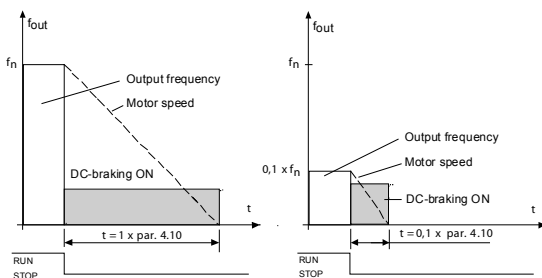 fout
fn
Output frequency
Motor speed
DC-braking ON
t
t = 1 x par. 4.10
RUN
STOP
fout
fn
Output frequency
0,1 x fn
Motor speed
DC-braking ON
t
t = 0,1 x par. 4.10
RUN
STOP